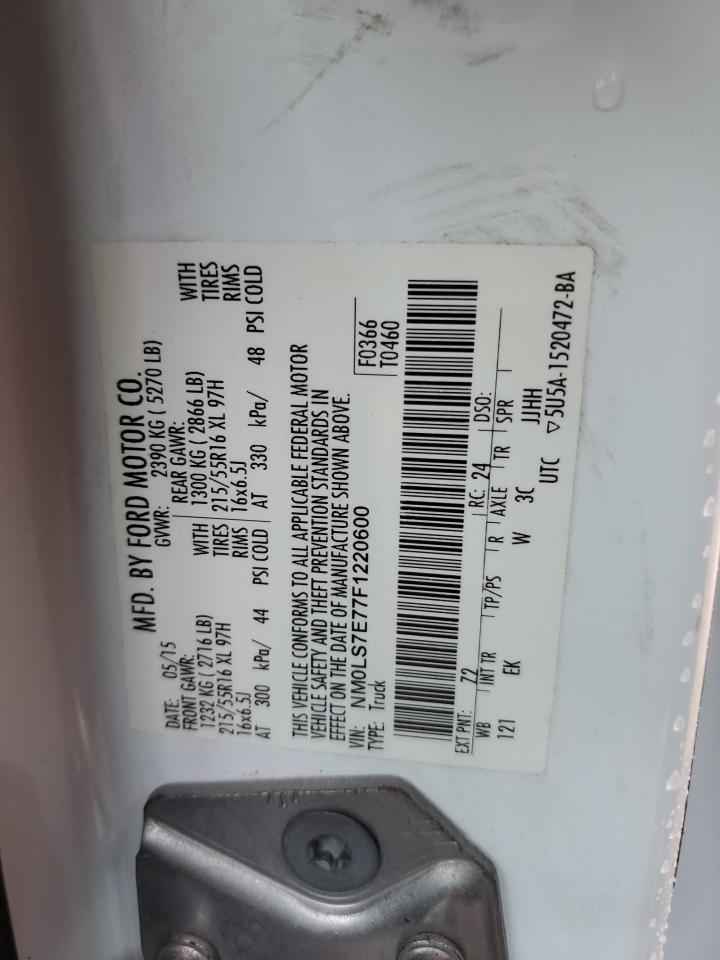 MFD. BY FORD MOTOR CO.
DATE: 05/15 GVWR: 2390 KG ( 5270 LB)
FRONT GAWR: REAR GAWR:
1232 KG ( 2716 LB) WITH 1300 KG ( 2866 LB) WITH
215/55R16 XL 97H TIRES 215/55R16 XL 97H TIRES
16x6.5J RIMS 16x6.5J RIMS
AT 300 kPa/ 44 PSI COLD AT 330 kPa/ 48 PSI COLD
THIS VEHICLE CONFORMS TO ALL APPLICABLE FEDERAL MOTOR
VEHICLE SAFETY AND THEFT PREVENTION STANDARDS IN
EFFECT ON THE DATE OF MANUFACTURE SHOWN ABOVE.
VIN: NM0LS7E77F1220600 F0366
TYPE: Truck T0460
EXT PNT: 7Z RC: 24 DSO:
WB INT TR TP/PS R AXLE TR SPR
121 EK W 3C JJHH
UTC ▽5U5A-1520472-BA